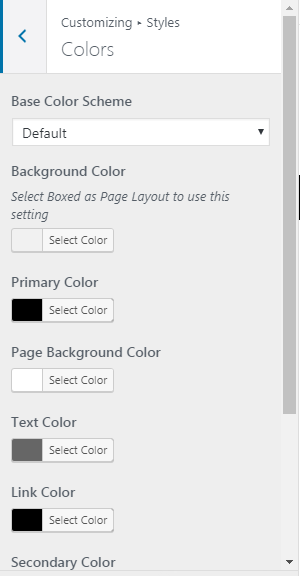 Customizing ▸ Styles
Colors
Base Color Scheme
Default
Background Color
Select Boxed as Page Layout to use this
setting
Select Color
Primary Color
Select Color
Page Background Color
Select Color
Text Color
Select Color
Link Color
Select Color
Secondary Color